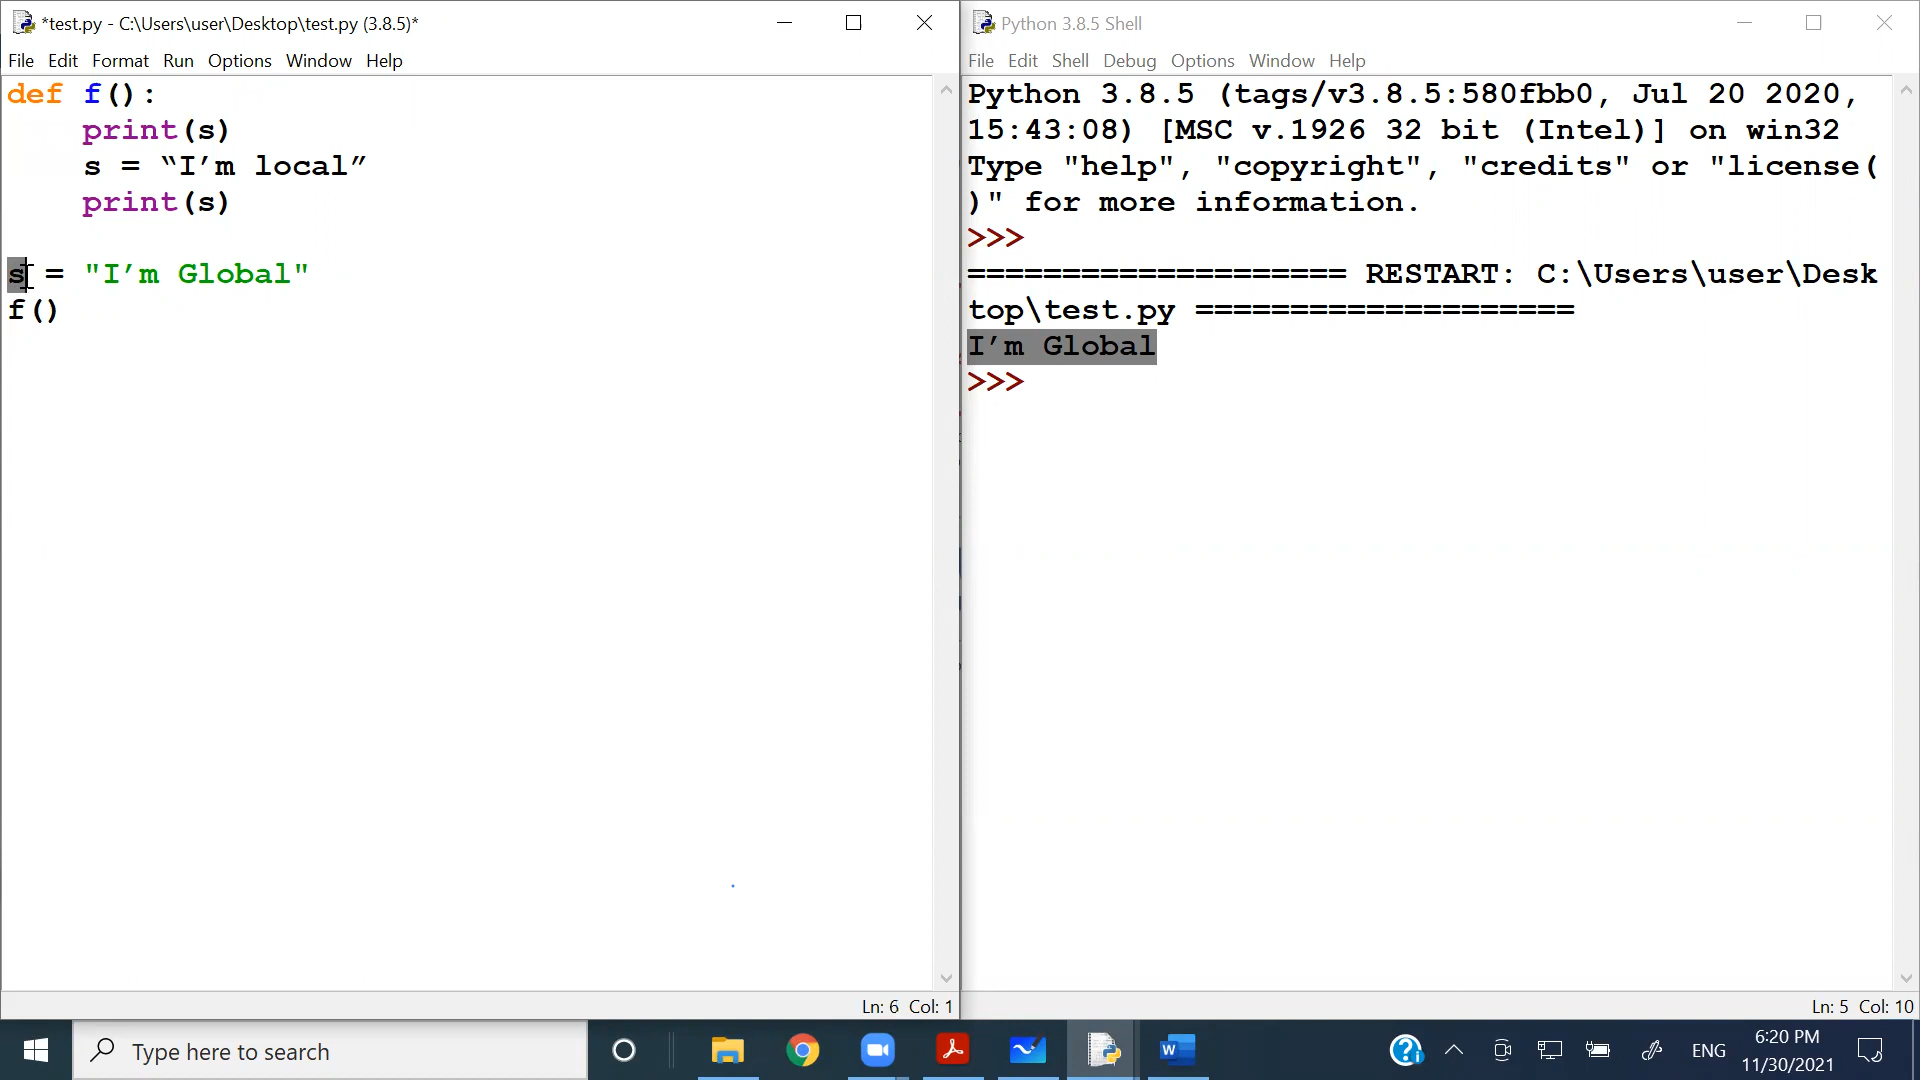 *test.py - C:\Users\user\Desktop\test.py (3.8.5)*
File Edit Format Run Options Window Help
def f():
    print(s)
    s = “I’m local”
    print(s)

s = "I’m Global"
f()
Ln: 6 Col: 1
Python 3.8.5 Shell
File Edit Shell Debug Options Window Help
Python 3.8.5 (tags/v3.8.5:580fbb0, Jul 20 2020,
15:43:08) [MSC v.1926 32 bit (Intel)] on win32
Type "help", "copyright", "credits" or "license(
)" for more information.
>>>
==================== RESTART: C:\Users\user\Desk
top\test.py ====================
I’m Global
>>>
Ln: 5 Col: 10
Type here to search
W
ENG
6:20 PM
11/30/2021